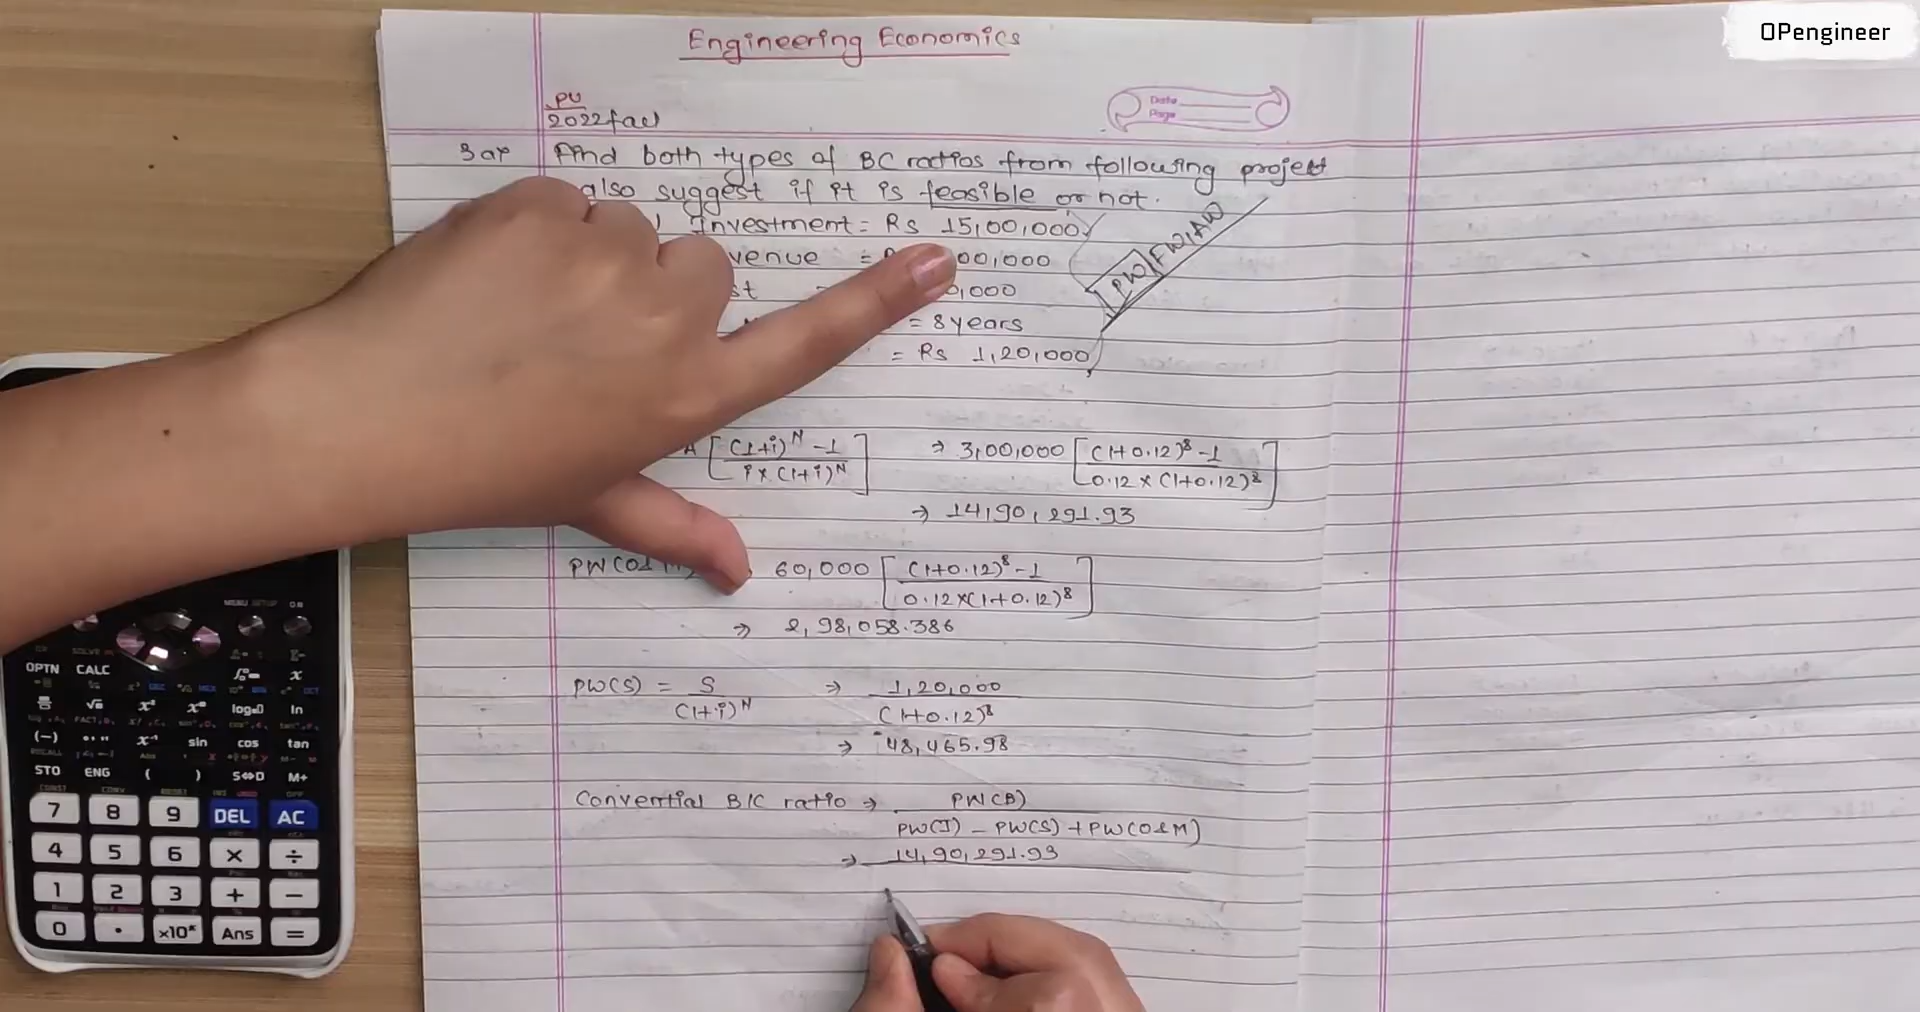 OPengineer
Engineering Economics
PU
2022 fall
Date
Page
Find both types of BC ratios from following project
also suggest if it is feasible or not.
Investment = Rs 15,00,000
venue = 00,000
st 0,000
= 8 years
= Rs 1,20,000
PW FW, AW
A [ (1+i)^N - 1 / i × (1+i)^N ] ⇒ 3,00,000 [ (1+0.12)^8 - 1 / 0.12 × (1+0.12)^8 ]
⇒ 14,90,291.93
PW(O&M) 60,000 [ (1+0.12)^8 - 1 / 0.12×(1+0.12)^8 ]
⇒ 2,98,058.386
PW(S) = S / (1+i)^N ⇒ 1,20,000 / (1+0.12)^8
⇒ 48,465.98
Convential B/C ratio ⇒ PW(B) / PW(I) - PW(S) + PW(O&M)
⇒ 14,90,291.93
OPTN CALC
log ln
(-) x⁻¹ sin cos tan
STO ENG ( ) S⇔D M+
7 8 9 DEL AC
4 5 6 × ÷
1 2 3 + −
0 . ×10ˣ Ans =